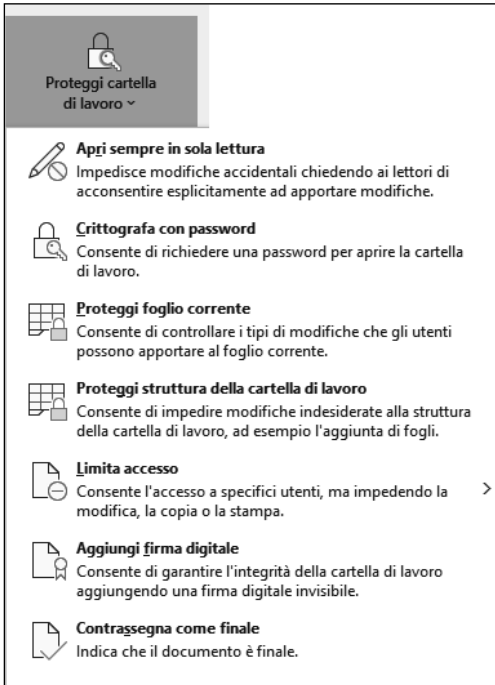 Proteggi cartella
di lavoro
Apri sempre in sola lettura
Impedisce modifiche accidentali chiedendo ai lettori di
acconsentire esplicitamente ad apportare modifiche.
Crittografa con password
Consente di richiedere una password per aprire la cartella
di lavoro.
Proteggi foglio corrente
Consente di controllare i tipi di modifiche che gli utenti
possono apportare al foglio corrente.
Proteggi struttura della cartella di lavoro
Consente di impedire modifiche indesiderate alla struttura
della cartella di lavoro, ad esempio l'aggiunta di fogli.
Limita accesso
Consente l'accesso a specifici utenti, ma impedendo la
modifica, la copia o la stampa.
Aggiungi firma digitale
Consente di garantire l'integrità della cartella di lavoro
aggiungendo una firma digitale invisibile.
Contrassegna come finale
Indica che il documento è finale.